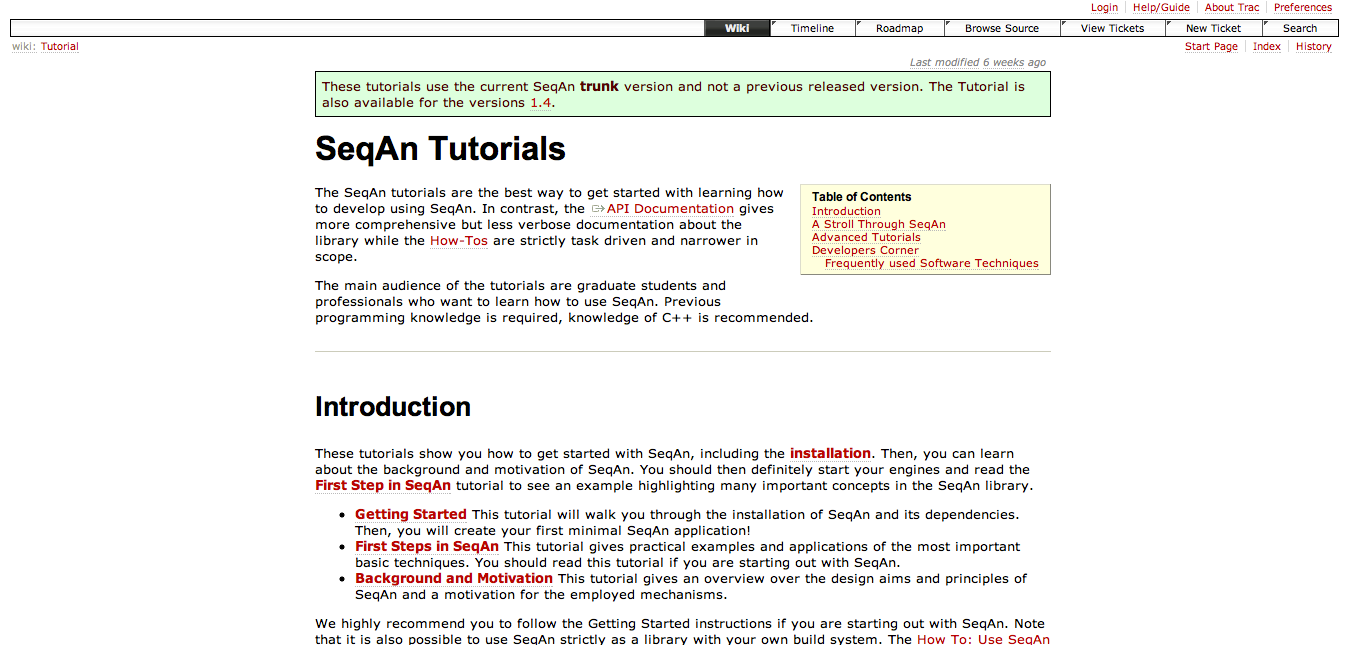 Login Help/Guide About Trac Preferences
Wiki Timeline Roadmap Browse Source View Tickets New Ticket Search
wiki: Tutorial
Start Page Index History
Last modified 6 weeks ago
These tutorials use the current SeqAn trunk version and not a previous released version. The Tutorial is
also available for the versions 1.4.
SeqAn Tutorials
The SeqAn tutorials are the best way to get started with learning how
to develop using SeqAn. In contrast, the API Documentation gives
more comprehensive but less verbose documentation about the
library while the How-Tos are strictly task driven and narrower in
scope.
Table of Contents
Introduction
A Stroll Through SeqAn
Advanced Tutorials
Developers Corner
Frequently used Software Techniques
The main audience of the tutorials are graduate students and
professionals who want to learn how to use SeqAn. Previous
programming knowledge is required, knowledge of C++ is recommended.
Introduction
These tutorials show you how to get started with SeqAn, including the installation. Then, you can learn
about the background and motivation of SeqAn. You should then definitely start your engines and read the
First Step in SeqAn tutorial to see an example highlighting many important concepts in the SeqAn library.
• Getting Started This tutorial will walk you through the installation of SeqAn and its dependencies.
Then, you will create your first minimal SeqAn application!
• First Steps in SeqAn This tutorial gives practical examples and applications of the most important
basic techniques. You should read this tutorial if you are starting out with SeqAn.
• Background and Motivation This tutorial gives an overview over the design aims and principles of
SeqAn and a motivation for the employed mechanisms.
We highly recommend you to follow the Getting Started instructions if you are starting out with SeqAn. Note
that it is also possible to use SeqAn strictly as a library with your own build system. The How To: Use SeqAn